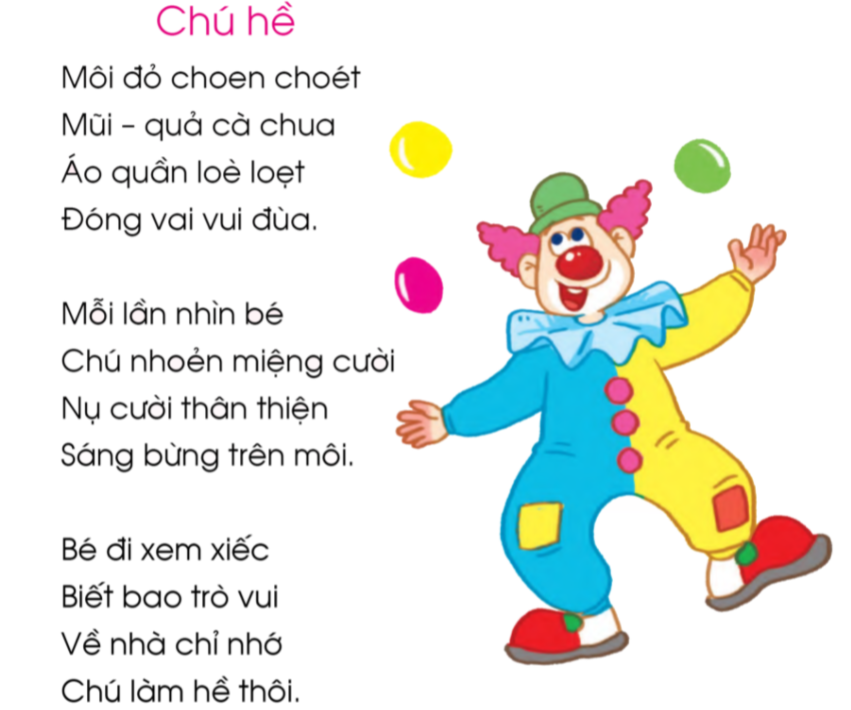 Chú hề
Môi đỏ choen choét
Mũi – quả cà chua
Áo quần loè loẹt
Đóng vai vui đùa.
Mỗi lần nhìn bé
Chú nhoẻn miệng cười
Nụ cười thân thiện
Sáng bừng trên môi.
Bé đi xem xiếc
Biết bao trò vui
Về nhà chỉ nhớ
Chú làm hề thôi.